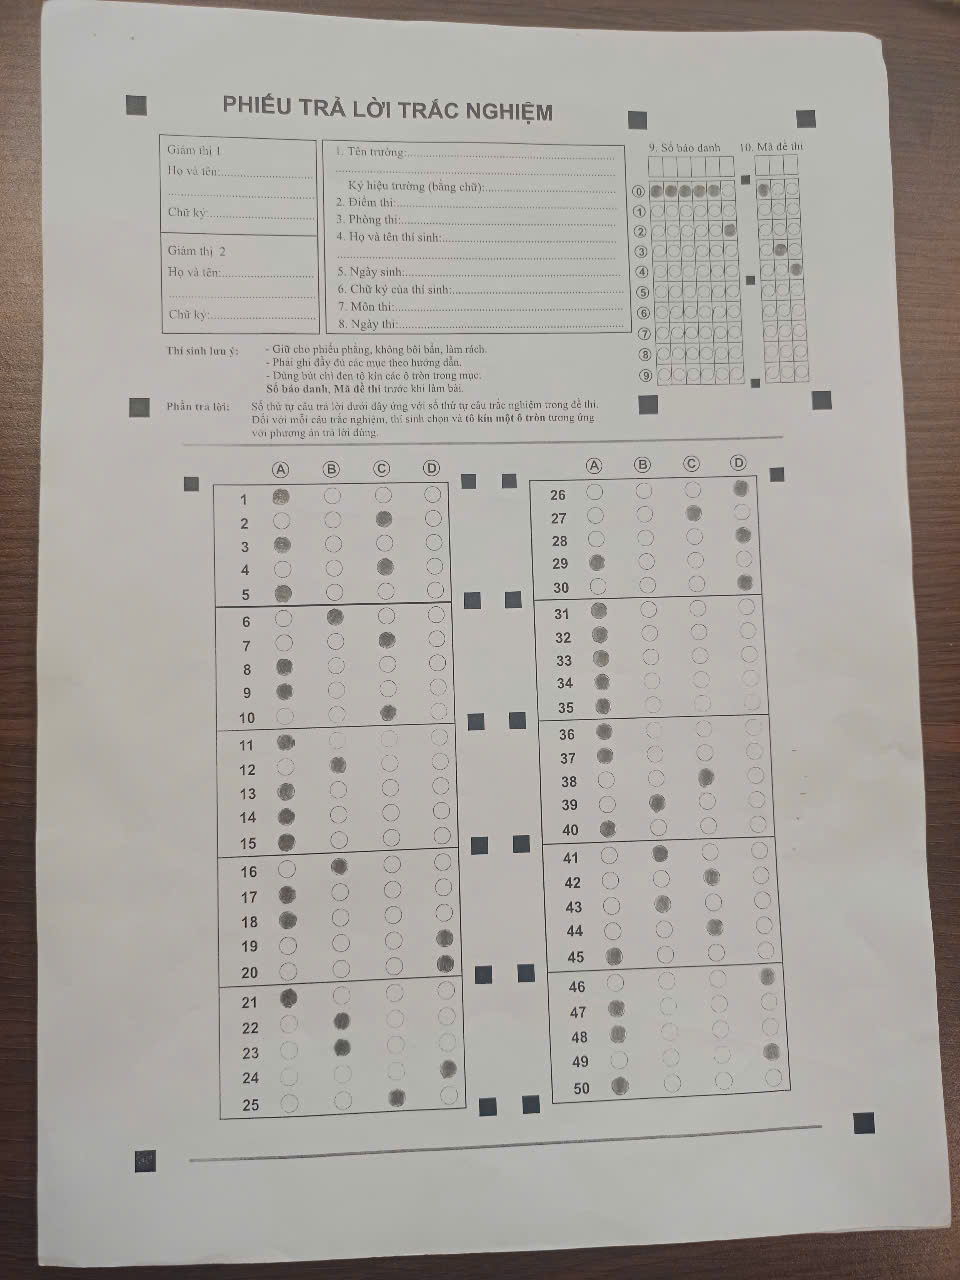 PHIẾU TRẢ LỜI TRẮC NGHIỆM
Giám thị 1
Họ và tên:
Chữ ký:
Giám thị 2
Họ và tên:
Chữ ký:
1. Tên trường:
Ký hiệu trường (bằng chữ):
2. Điểm thi:
3. Phòng thi:
4. Họ và tên thí sinh:
5. Ngày sinh:
6. Chữ ký của thí sinh:
7. Môn thi:
8. Ngày thi:
9. Số báo danh
10. Mã đề thi
0
1
2
3
4
5
6
7
8
9
Thí sinh lưu ý:
- Giữ cho phiếu phẳng, không bôi bẩn, làm rách.
- Phải ghi đầy đủ các mục theo hướng dẫn.
- Dùng bút chì đen tô kín các ô tròn trong mục.
Số báo danh, Mã đề thi trước khi làm bài.
Phần trả lời: Số thứ tự câu trả lời dưới đây ứng với số thứ tự câu trắc nghiệm trong đề thi.
Đối với mỗi câu trắc nghiệm, thí sinh chọn và tô kín một ô tròn tương ứng
với phương án trả lời đúng.
A B C D
1
2
3
4
5
6
7
8
9
10
11
12
13
14
15
16
17
18
19
20
21
22
23
24
25
A B C D
26
27
28
29
30
31
32
33
34
35
36
37
38
39
40
41
42
43
44
45
46
47
48
49
50